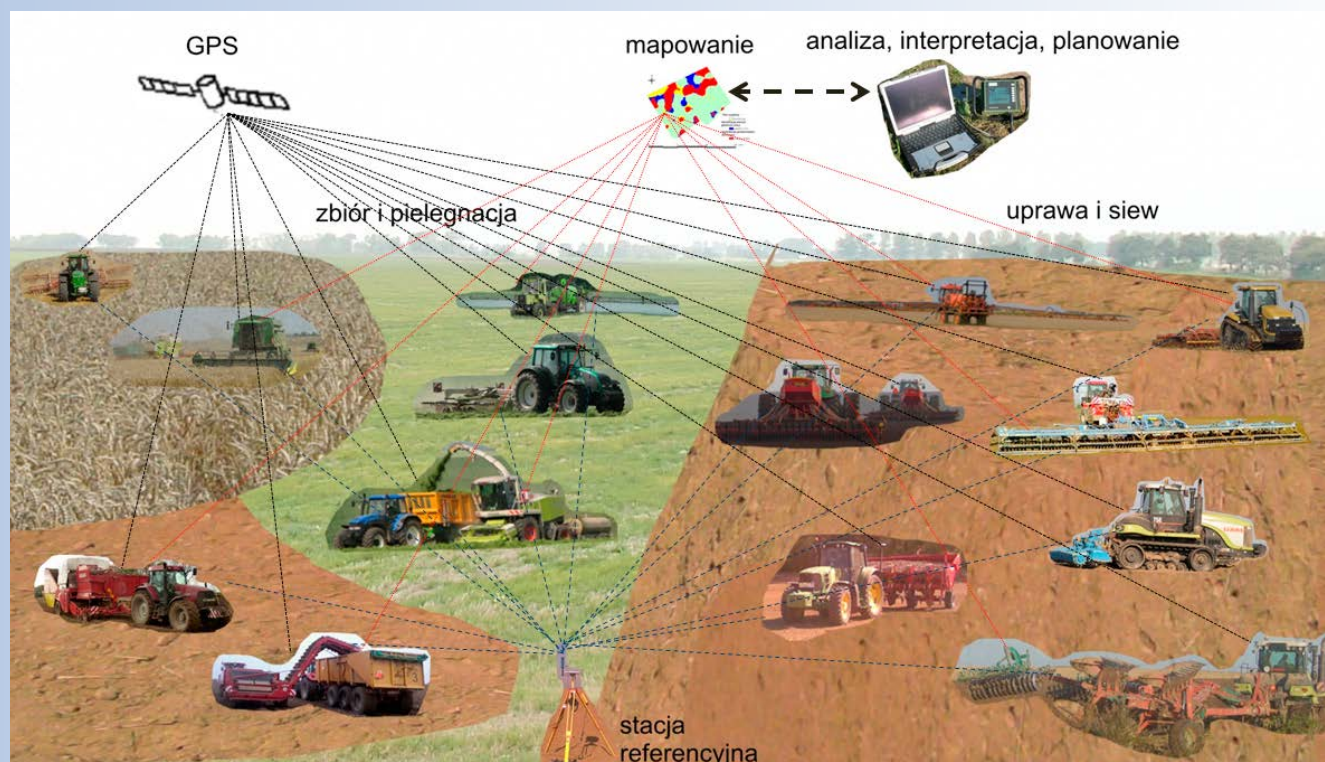 GPS
mapowanie
analiza, interpretacja, planowanie
zbiór i pielęgnacja
uprawa i siew
stacja
referencyjna